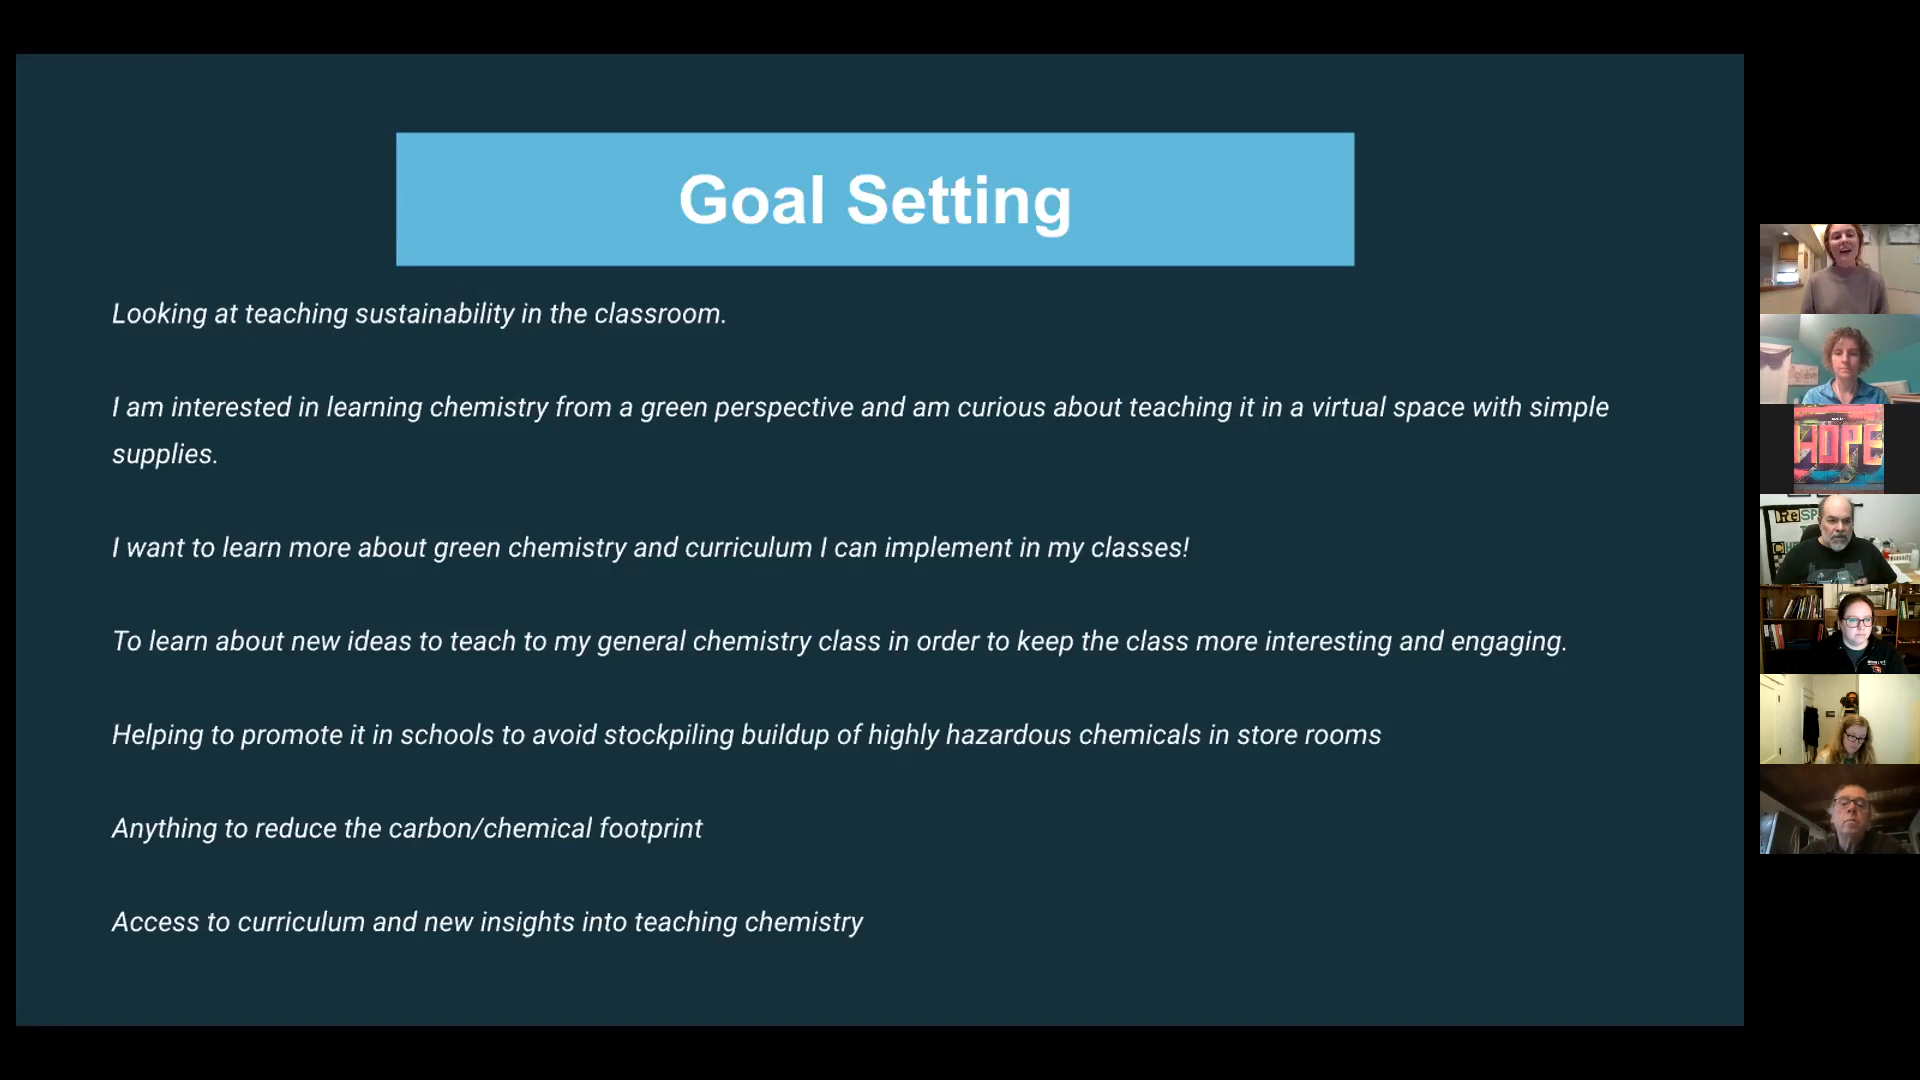 Goal Setting
Looking at teaching sustainability in the classroom.
I am interested in learning chemistry from a green perspective and am curious about teaching it in a virtual space with simple
supplies.
I want to learn more about green chemistry and curriculum I can implement in my classes!
To learn about new ideas to teach to my general chemistry class in order to keep the class more interesting and engaging.
Helping to promote it in schools to avoid stockpiling buildup of highly hazardous chemicals in store rooms
Anything to reduce the carbon/chemical footprint
Access to curriculum and new insights into teaching chemistry
HOPE